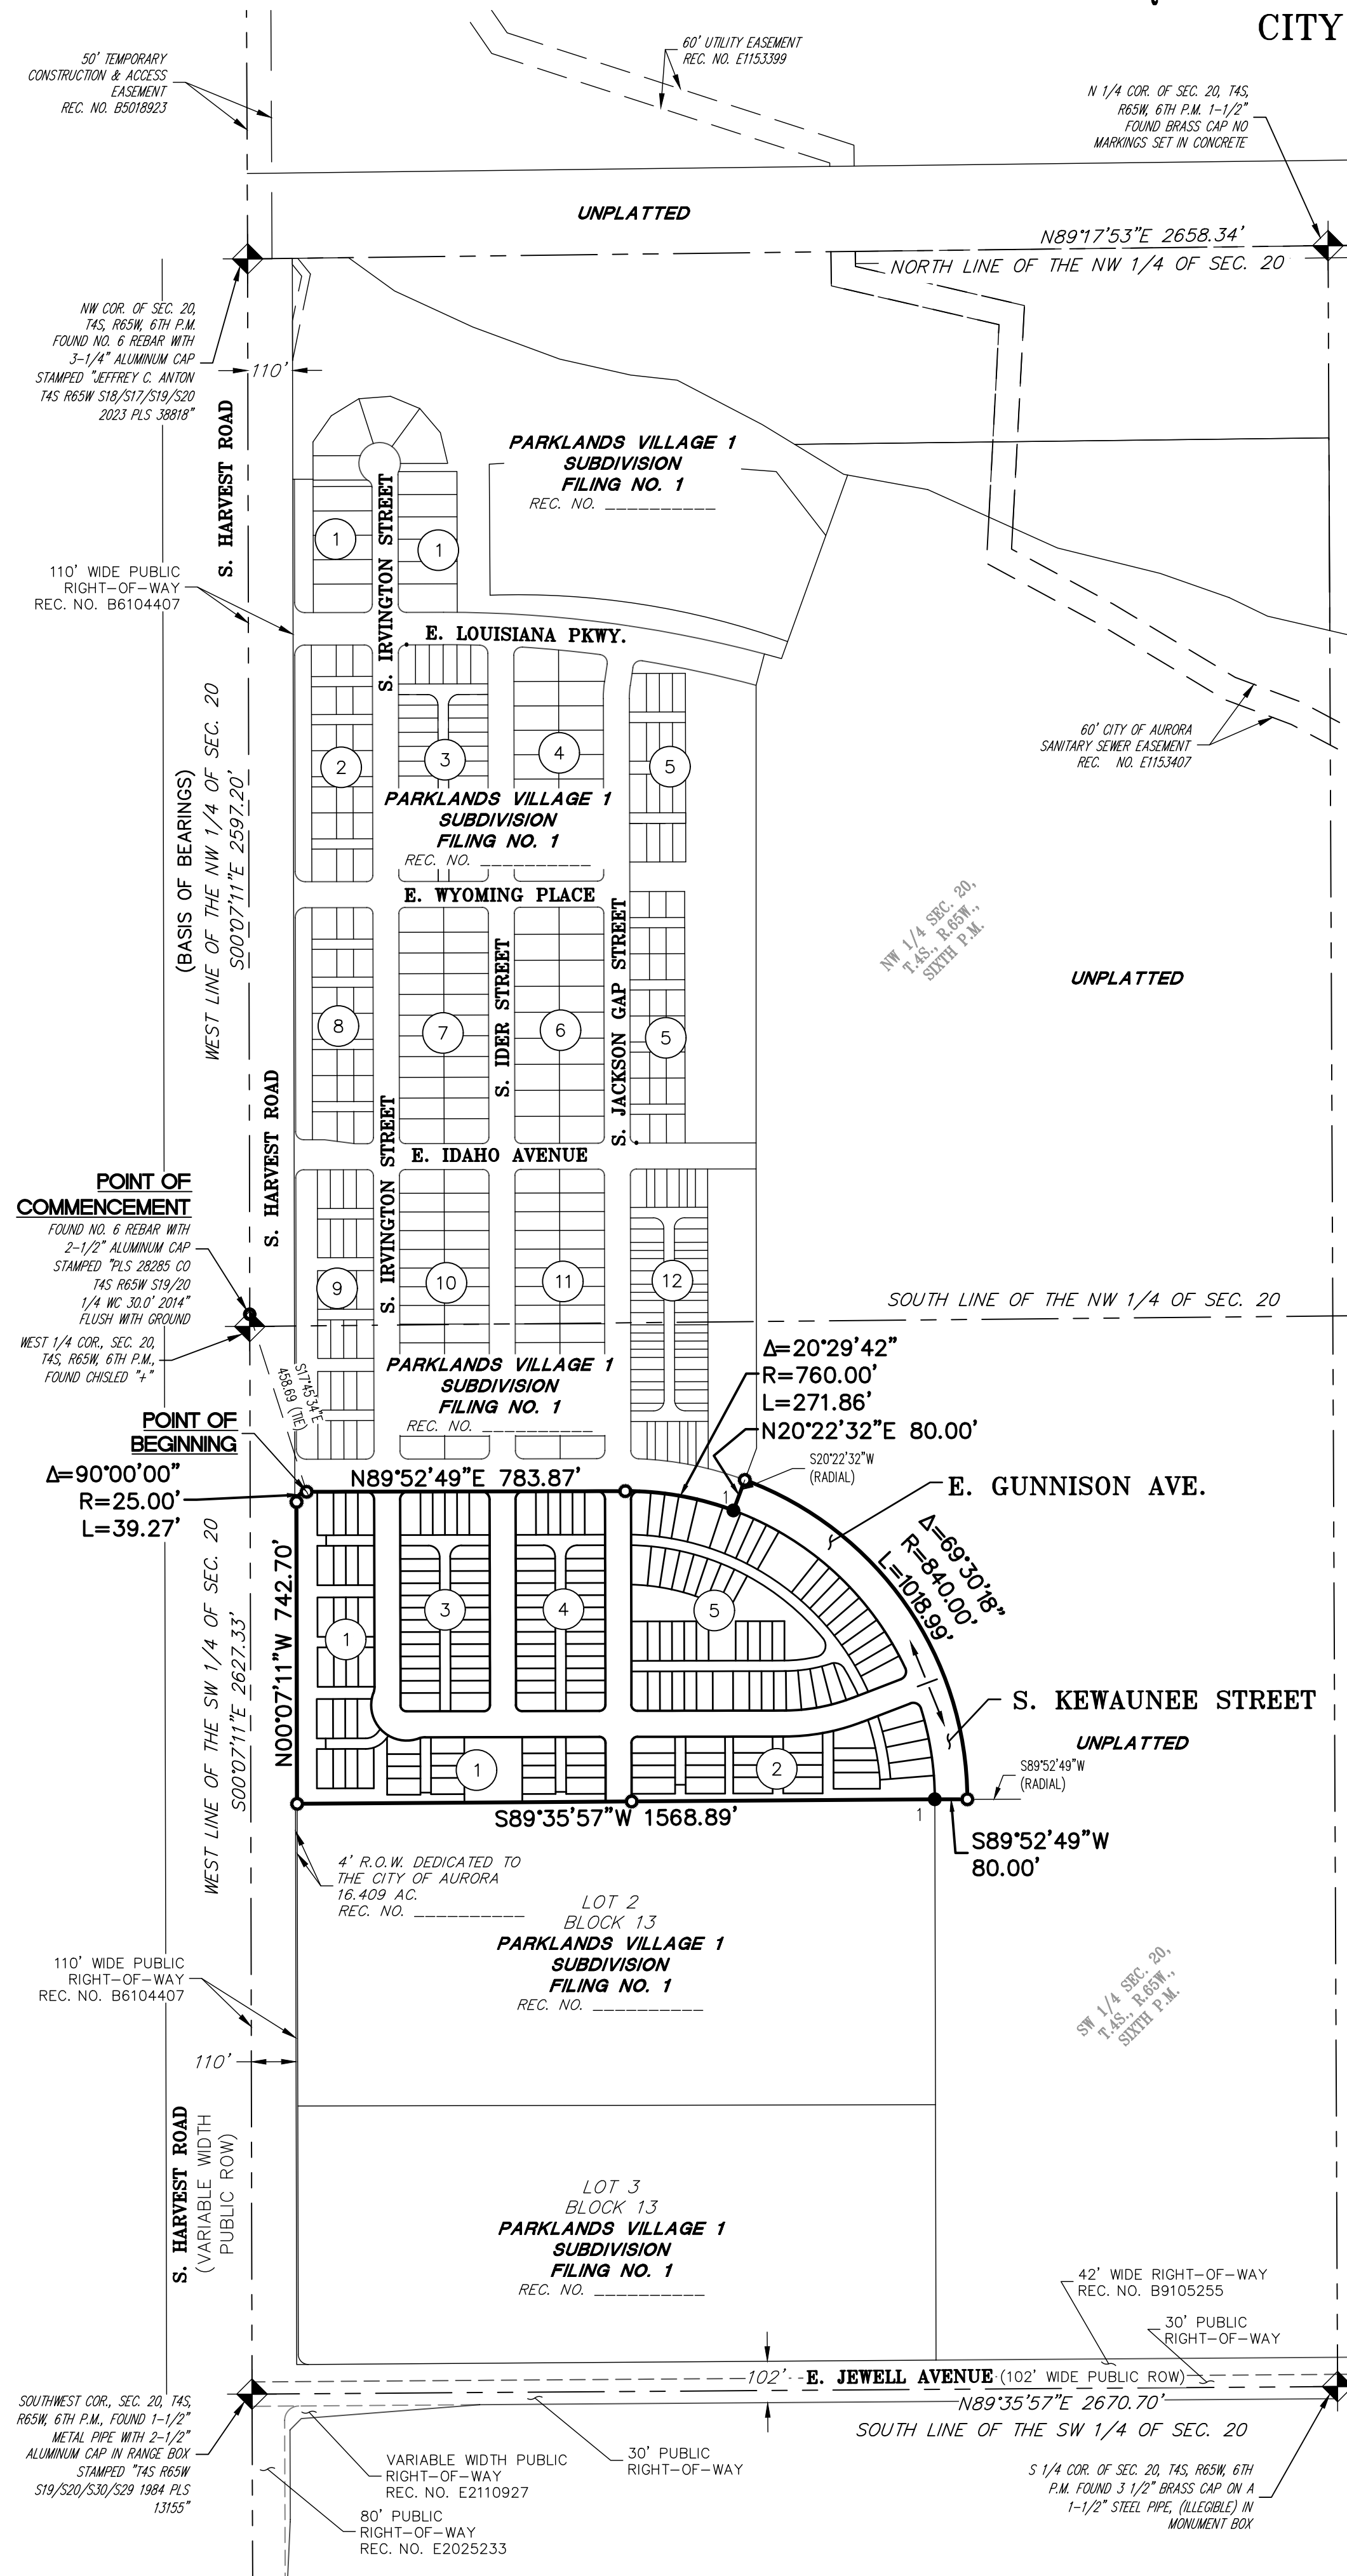 CITY
50' TEMPORARY
CONSTRUCTION & ACCESS
EASEMENT
REC. NO. B5018923
60' UTILITY EASEMENT
REC. NO. E1153399
N 1/4 COR. OF SEC. 20, T4S,
R65W, 6TH P.M. 1-1/2"
FOUND BRASS CAP NO
MARKINGS SET IN CONCRETE
UNPLATTED
N89°17'53"E 2658.34'
NORTH LINE OF THE NW 1/4 OF SEC. 20
NW COR. OF SEC. 20,
T4S, R65W, 6TH P.M.
FOUND NO. 6 REBAR WITH
3-1/4" ALUMINUM CAP
STAMPED "JEFFREY C. ANTON
T4S R65W S18/S17/S19/S20
2023 PLS 38818"
110'
S. HARVEST ROAD
PARKLANDS VILLAGE 1
SUBDIVISION
FILING NO. 1
REC. NO. __________
S. IRVINGTON STREET
1
1
110' WIDE PUBLIC
RIGHT-OF-WAY
REC. NO. B6104407
E. LOUISIANA PKWY.
2
3
4
5
60' CITY OF AURORA
SANITARY SEWER EASEMENT
REC. NO. E1153407
(BASIS OF BEARINGS)
WEST LINE OF THE NW 1/4 OF SEC. 20
S00°07'11"E 2597.20'
PARKLANDS VILLAGE 1
SUBDIVISION
FILING NO. 1
REC. NO. __________
E. WYOMING PLACE
NW 1/4 SEC. 20,
T.4S., R.65W.,
SIXTH P.M.
UNPLATTED
8
7
6
5
S. IDER STREET
S. JACKSON GAP STREET
S. HARVEST ROAD
S. IRVINGTON STREET
E. IDAHO AVENUE
POINT OF
COMMENCEMENT
FOUND NO. 6 REBAR WITH
2-1/2" ALUMINUM CAP
STAMPED "PLS 28285 CO
T4S R65W S19/20
1/4 WC 30.0' 2014"
FLUSH WITH GROUND
9
10
11
12
SOUTH LINE OF THE NW 1/4 OF SEC. 20
WEST 1/4 COR., SEC. 20,
T4S, R65W, 6TH P.M.,
FOUND CHISLED "+"
S17°45'34"E
458.69 (TIE)
PARKLANDS VILLAGE 1
SUBDIVISION
FILING NO. 1
REC. NO. __________
Δ=20°29'42"
R=760.00'
L=271.86'
N20°22'32"E 80.00'
S20°22'32"W
(RADIAL)
POINT OF
BEGINNING
Δ=90°00'00"
R=25.00'
L=39.27'
N89°52'49"E 783.87'
1
E. GUNNISON AVE.
Δ=69°30'18"
R=840.00'
L=1018.99'
N00°07'11"W 742.70'
WEST LINE OF THE SW 1/4 OF SEC. 20
S00°07'11"E 2627.33'
1
3
4
5
S. KEWAUNEE STREET
UNPLATTED
1
2
S89°52'49"W
(RADIAL)
1
S89°35'57"W 1568.89'
S89°52'49"W
80.00'
4' R.O.W. DEDICATED TO
THE CITY OF AURORA
16.409 AC.
REC. NO. __________
LOT 2
BLOCK 13
PARKLANDS VILLAGE 1
SUBDIVISION
FILING NO. 1
REC. NO. __________
110' WIDE PUBLIC
RIGHT-OF-WAY
REC. NO. B6104407
SW 1/4 SEC. 20,
T.4S., R.65W.,
SIXTH P.M.
110'
S. HARVEST ROAD
(VARIABLE WIDTH
PUBLIC ROW)
LOT 3
BLOCK 13
PARKLANDS VILLAGE 1
SUBDIVISION
FILING NO. 1
REC. NO. __________
42' WIDE RIGHT-OF-WAY
REC. NO. B9105255
30' PUBLIC
RIGHT-OF-WAY
102'
E. JEWELL AVENUE (102' WIDE PUBLIC ROW)
N89°35'57"E 2670.70'
SOUTH LINE OF THE SW 1/4 OF SEC. 20
SOUTHWEST COR., SEC. 20, T4S,
R65W, 6TH P.M., FOUND 1-1/2"
METAL PIPE WITH 2-1/2"
ALUMINUM CAP IN RANGE BOX
STAMPED "T4S R65W
S19/S20/S30/S29 1984 PLS
13155"
VARIABLE WIDTH PUBLIC
RIGHT-OF-WAY
REC. NO. E2110927
30' PUBLIC
RIGHT-OF-WAY
80' PUBLIC
RIGHT-OF-WAY
REC. NO. E2025233
S 1/4 COR. OF SEC. 20, T4S, R65W, 6TH
P.M. FOUND 3 1/2" BRASS CAP ON A
1-1/2" STEEL PIPE, (ILLEGIBLE) IN
MONUMENT BOX